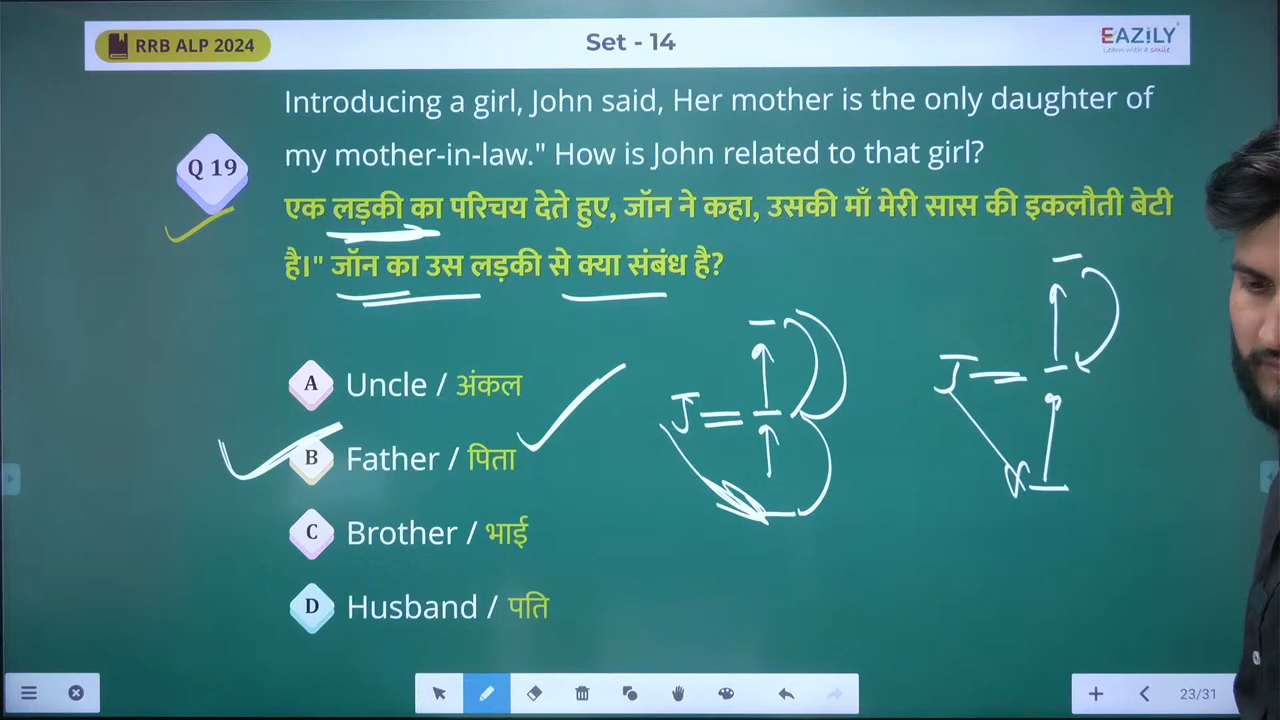 RRB ALP 2024
Set - 14
EAZILY
Learn with a smile
Q 19
Introducing a girl, John said, Her mother is the only daughter of
my mother-in-law." How is John related to that girl?
एक लड़की का परिचय देते हुए, जॉन ने कहा, उसकी माँ मेरी सास की इकलौती बेटी
है।" जॉन का उस लड़की से क्या संबंध है?
A Uncle / अंकल
B Father / पिता
C Brother / भाई
D Husband / पति
J
J
23/31